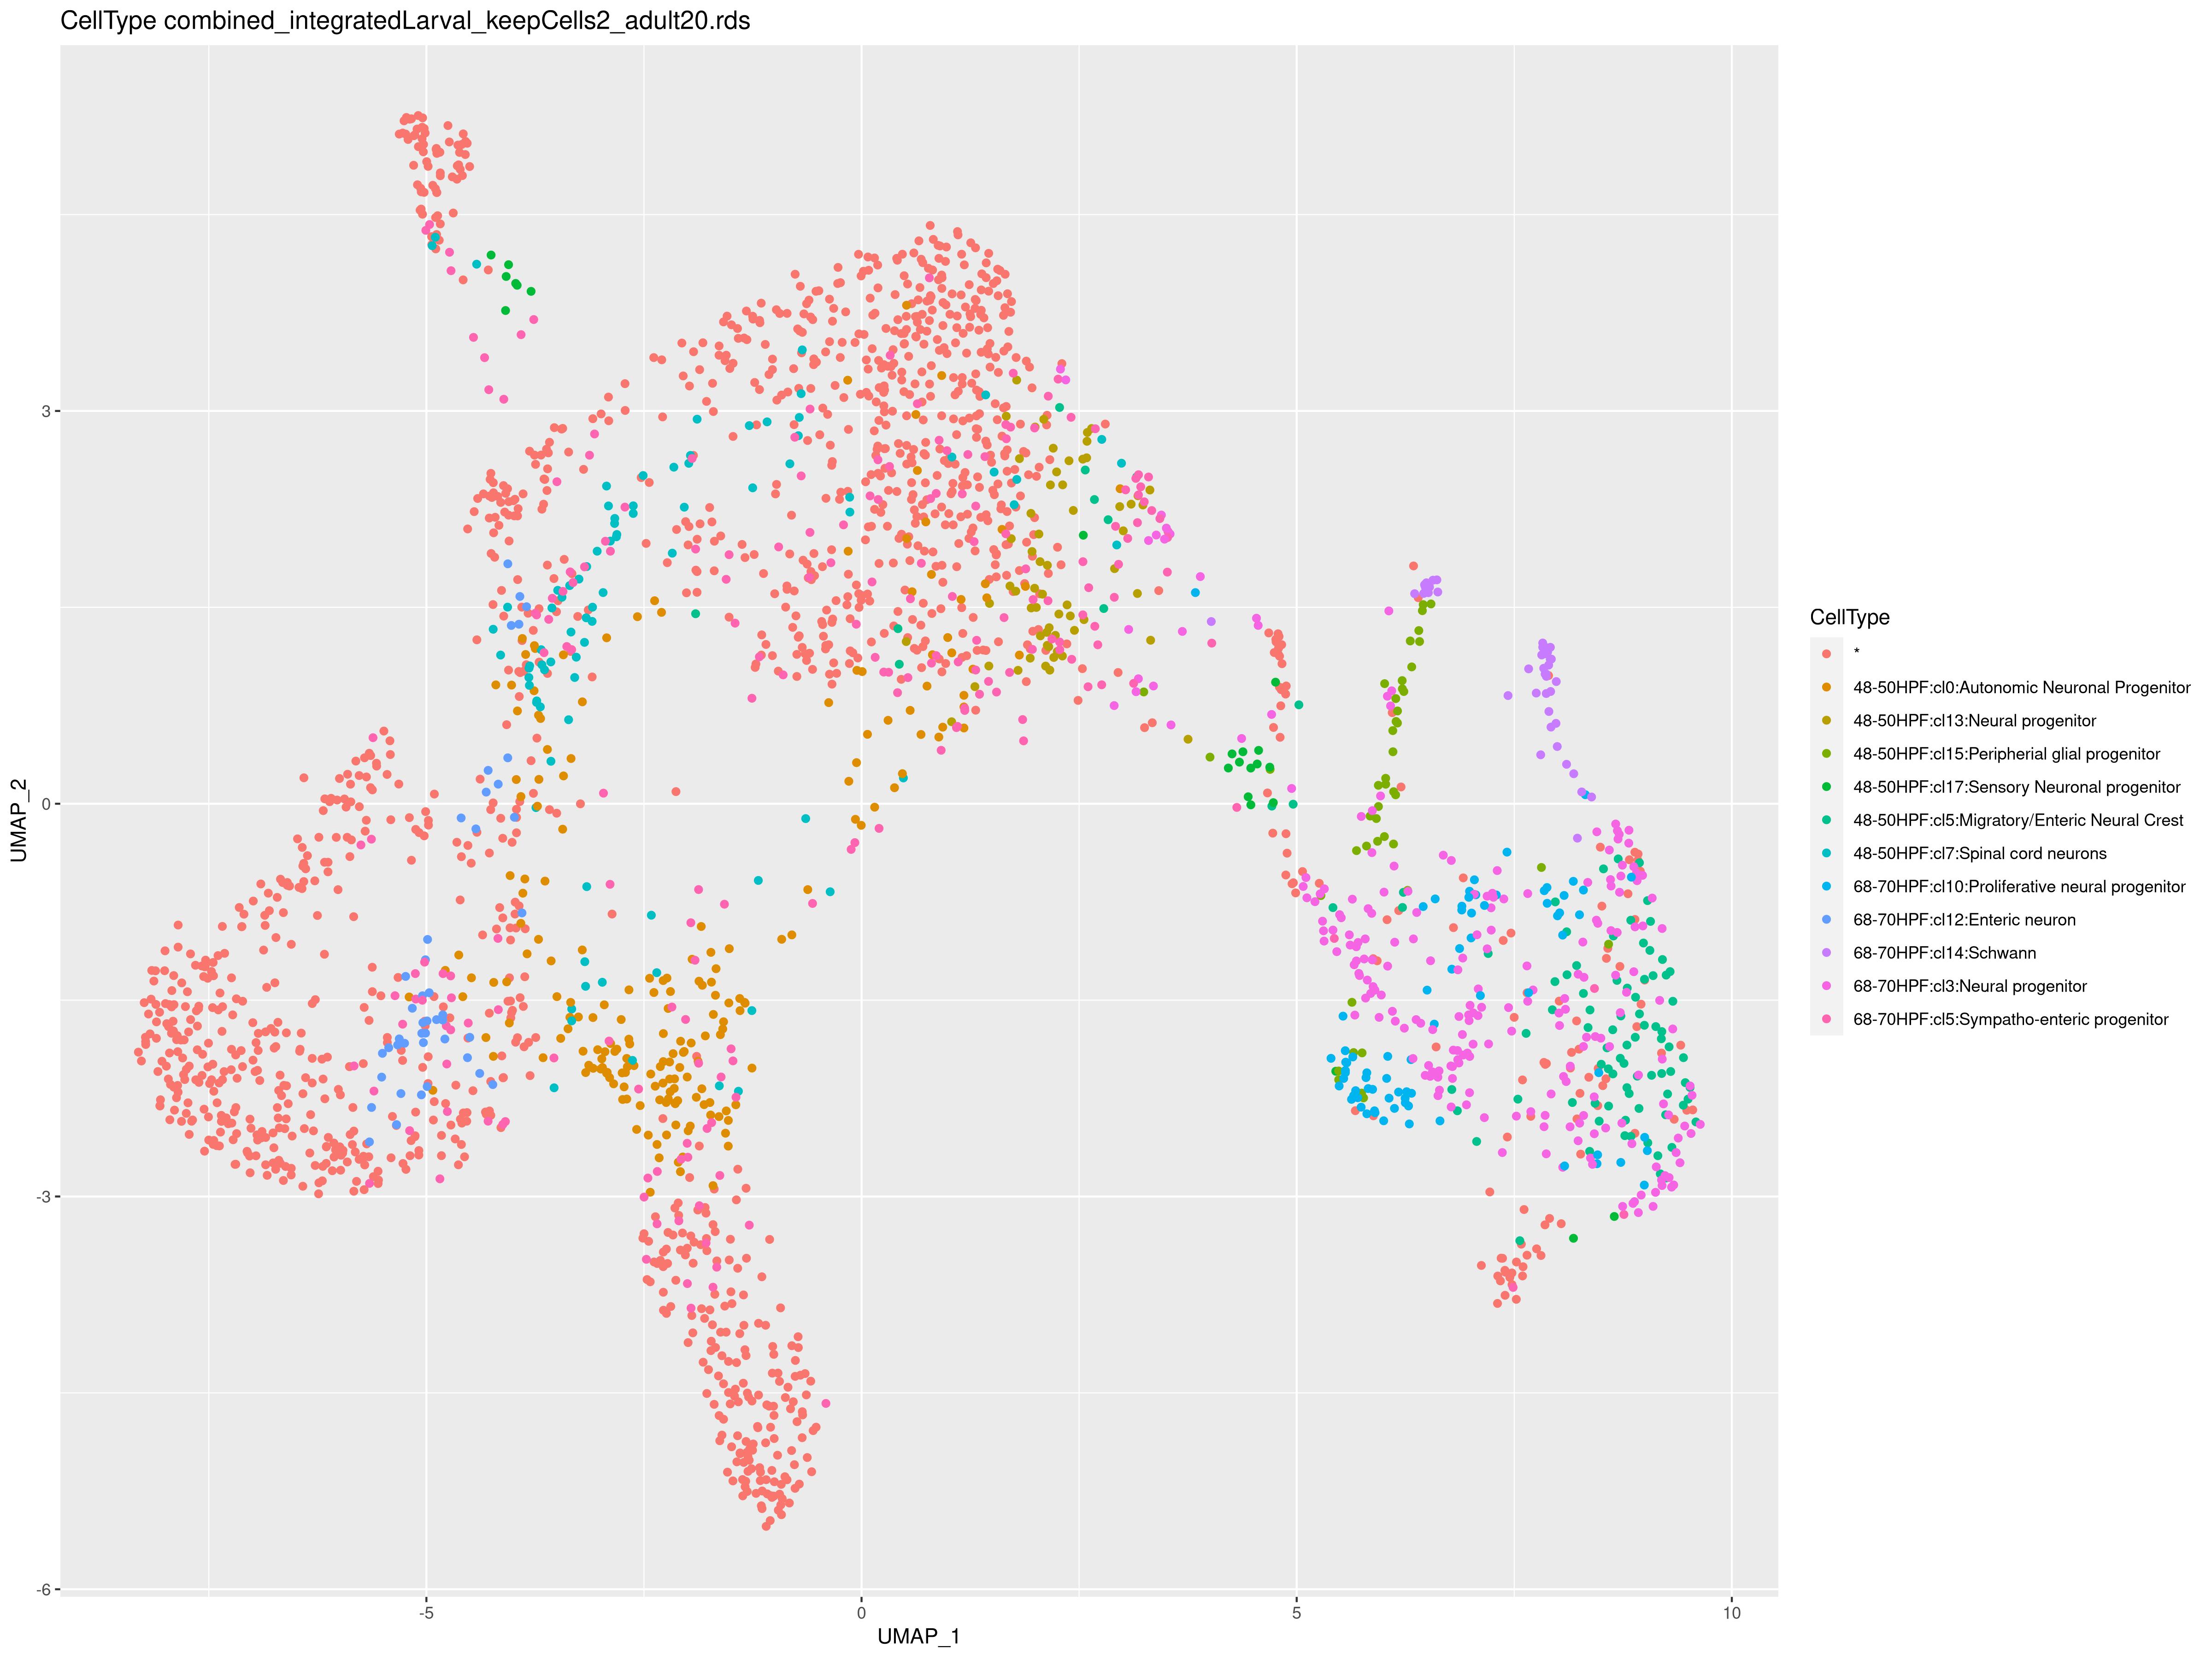 CellType combined_integratedLarval_keepCells2_adult20.rds
3
0
-3
-6
UMAP_2
-5
0
5
10
UMAP_1
CellType
*
48-50HPF:cl0:Autonomic Neuronal Progenitor
48-50HPF:cl13:Neural progenitor
48-50HPF:cl15:Peripherial glial progenitor
48-50HPF:cl17:Sensory Neuronal progenitor
48-50HPF:cl5:Migratory/Enteric Neural Crest
48-50HPF:cl7:Spinal cord neurons
68-70HPF:cl10:Proliferative neural progenitor
68-70HPF:cl12:Enteric neuron
68-70HPF:cl14:Schwann
68-70HPF:cl3:Neural progenitor
68-70HPF:cl5:Sympatho-enteric progenitor